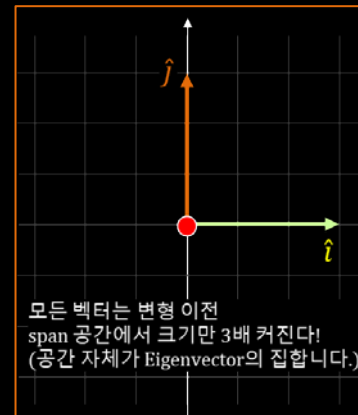 ĵ
î
모든 벡터는 변형 이전
span 공간에서 크기만 3배 커진다!
(공간 자체가 Eigenvector의 집합니다.)